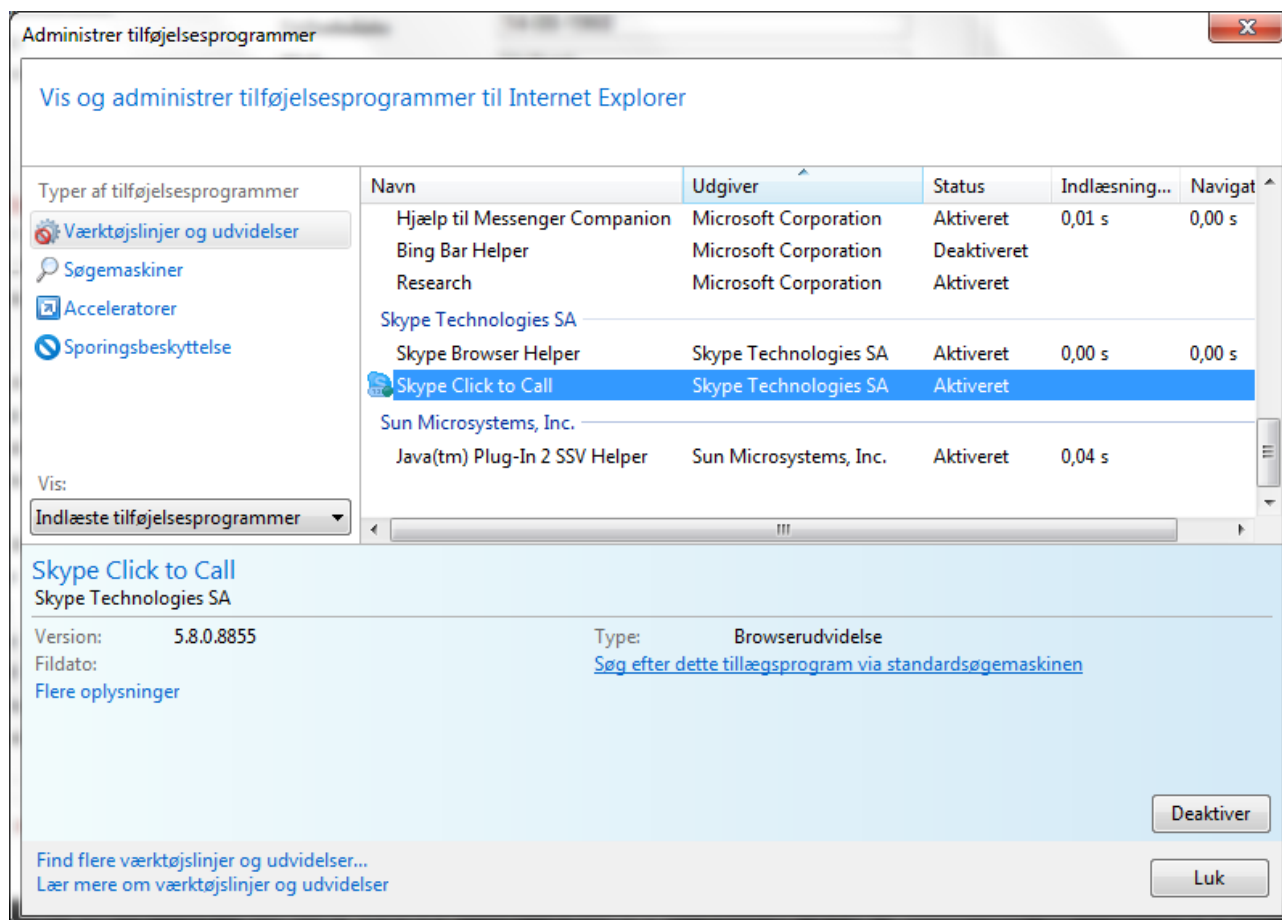 Administrer tilføjelsesprogrammer
Vis og administrer tilføjelsesprogrammer til Internet Explorer
Typer af tilføjelsesprogrammer
Værktøjslinjer og udvidelser
Søgemaskiner
Acceleratorer
Sporingsbeskyttelse
Vis:
Indlæste tilføjelsesprogrammer
Navn Udgiver Status Indlæsning... Navigat
Hjælp til Messenger Companion Microsoft Corporation Aktiveret 0,01 s 0,00 s
Bing Bar Helper Microsoft Corporation Deaktiveret
Research Microsoft Corporation Aktiveret
Skype Technologies SA
Skype Browser Helper Skype Technologies SA Aktiveret 0,00 s 0,00 s
Skype Click to Call Skype Technologies SA Aktiveret
Sun Microsystems, Inc.
Java(tm) Plug-In 2 SSV Helper Sun Microsystems, Inc. Aktiveret 0,04 s
Skype Click to Call
Skype Technologies SA
Version: 5.8.0.8855 Type: Browserudvidelse
Fildato: Søg efter dette tillægsprogram via standardsøgemaskinen
Flere oplysninger
Deaktiver
Find flere værktøjslinjer og udvidelser...
Lær mere om værktøjslinjer og udvidelser
Luk